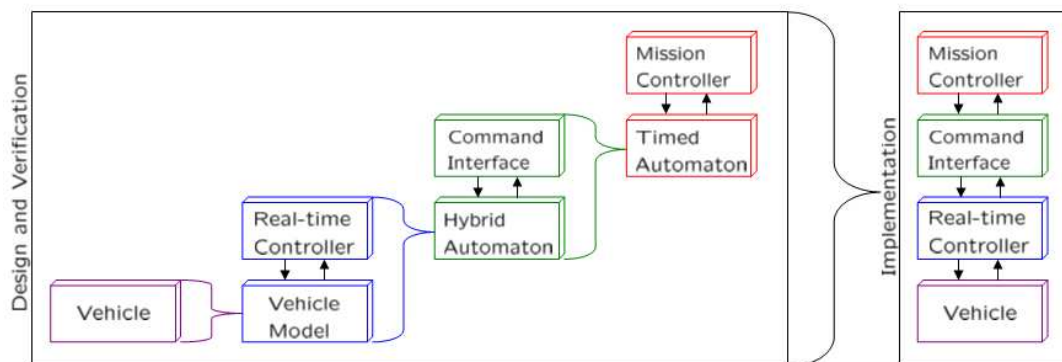 Design and Verification
Vehicle
Real-time
Controller
Vehicle
Model
Command
Interface
Hybrid
Automaton
Mission
Controller
Timed
Automaton
Implementation
Mission
Controller
Command
Interface
Real-time
Controller
Vehicle